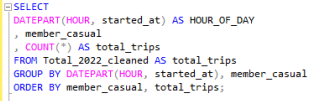 SELECT
DATEPART(HOUR, started_at) AS HOUR_OF_DAY
, member_casual
, COUNT(*) AS total_trips
FROM Total_2022_cleaned AS total_trips
GROUP BY DATEPART(HOUR, started_at), member_casual
ORDER BY member_casual, total_trips;